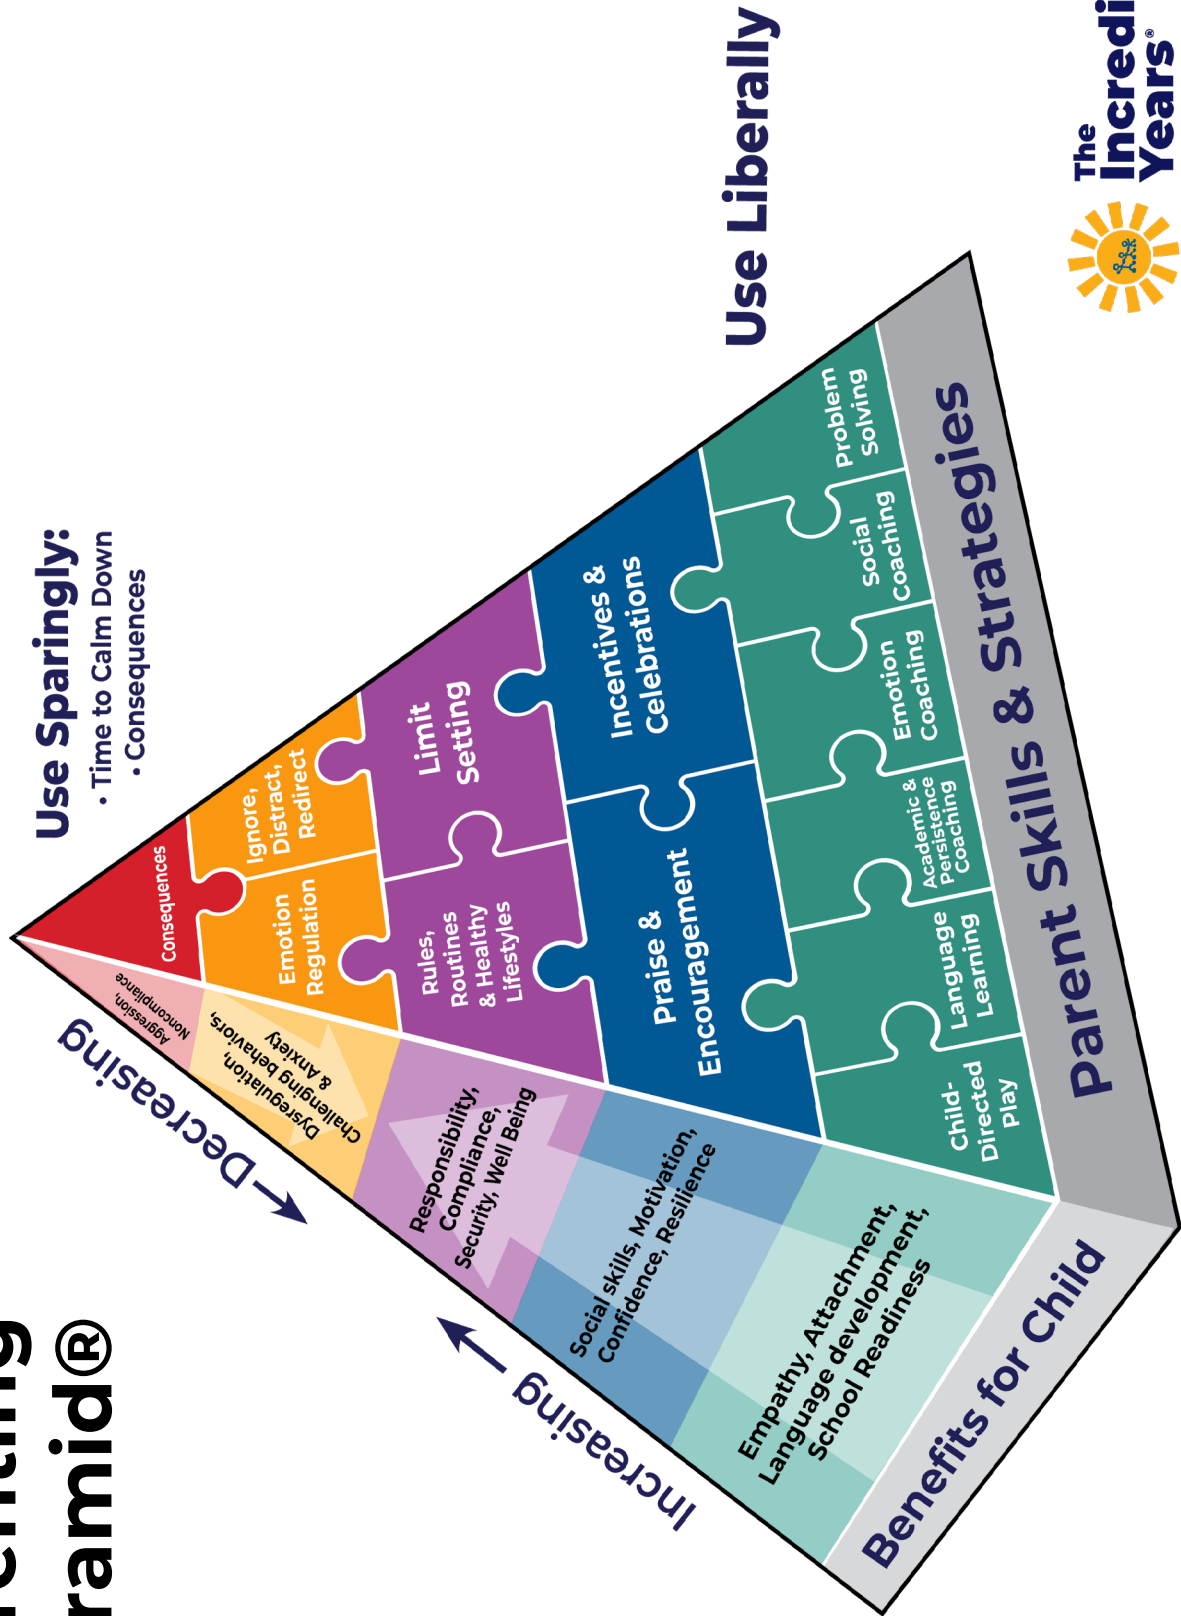 ramid®
Use Sparingly:
• Time to Calm Down
• Consequences
Use Liberally
Decreasing
Increasing
Aggression,
Noncompliance
Dysregulation,
Challenging behaviors,
& Anxiety
Responsibility,
Compliance,
Security, Well Being
Social skills, Motivation,
Confidence, Resilience
Empathy, Attachment,
Language development,
School Readiness
Benefits for Child
Consequences
Emotion
Regulation
Ignore,
Distract,
Redirect
Rules,
Routines
& Healthy
Lifestyles
Limit
Setting
Praise &
Encouragement
Incentives &
Celebrations
Child-
Directed
Play
Language
Learning
Academic &
Persistence
Coaching
Emotion
Coaching
Social
Coaching
Problem
Solving
Parent Skills & Strategies
The
Incredi
Years®